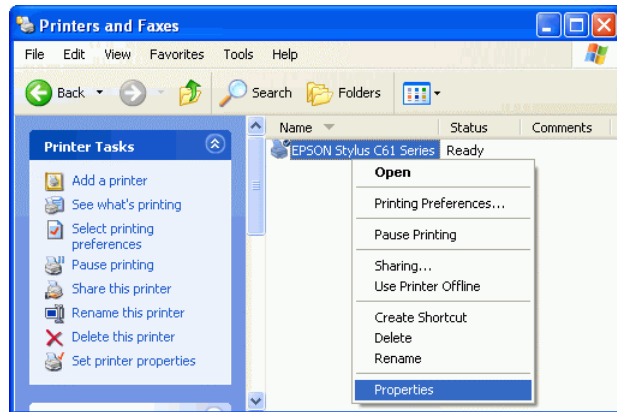 Printers and Faxes
File Edit View Favorites Tools Help
Back Search Folders
Printer Tasks
Add a printer
See what's printing
Select printing
preferences
Pause printing
Share this printer
Rename this printer
Delete this printer
Set printer properties
Name Status Comments
EPSON Stylus C61 Series Ready
Open
Printing Preferences...
Pause Printing
Sharing...
Use Printer Offline
Create Shortcut
Delete
Rename
Properties